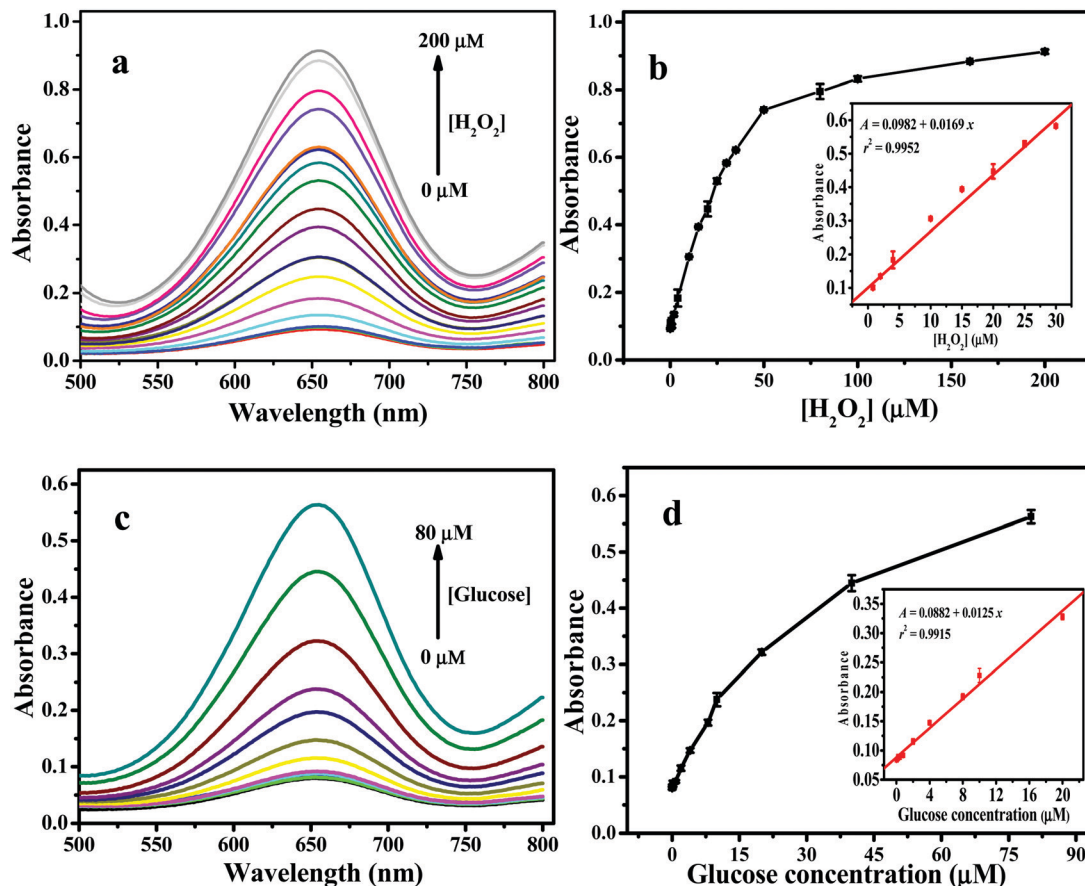 a
200 μM
[H₂O₂]
0 μM
Absorbance
1.0
0.8
0.6
0.4
0.2
0.0
500 550 600 650 700 750 800
Wavelength (nm)
b
Absorbance
1.0
0.8
0.6
0.4
0.2
0.0
0 50 100 150 200
[H₂O₂] (μM)
A = 0.0982 + 0.0169 x
r² = 0.9952
Absorbance
0.6
0.5
0.4
0.3
0.2
0.1
0 5 10 15 20 25 30
[H₂O₂] (μM)
c
80 μM
[Glucose]
0 μM
Absorbance
0.6
0.5
0.4
0.3
0.2
0.1
0.0
500 550 600 650 700 750 800
Wavelength (nm)
d
Absorbance
0.6
0.5
0.4
0.3
0.2
0.1
0.0
0 15 30 45 60 75 90
Glucose concentration (μM)
A = 0.0882 + 0.0125 x
r² = 0.9915
Absorbance
0.35
0.30
0.25
0.20
0.15
0.10
0.05
0 4 8 12 16 20
Glucose concentration (μM)